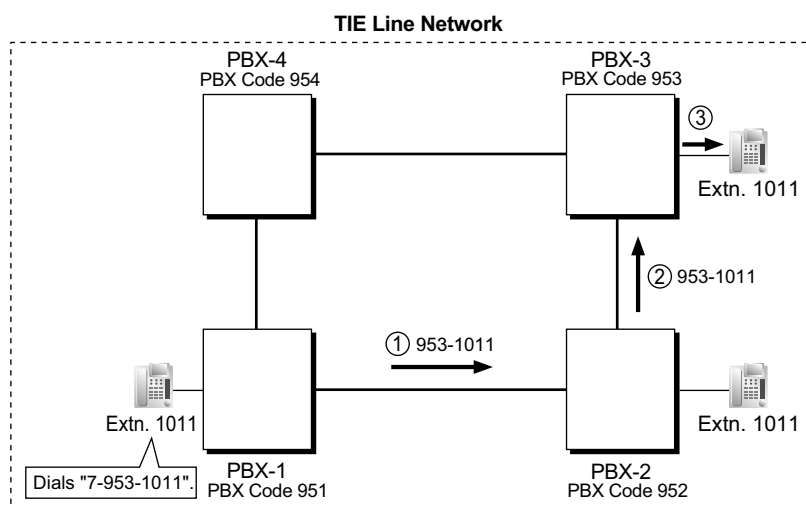 TIE Line Network
PBX-4
PBX Code 954
PBX-3
PBX Code 953
③
Extn. 1011
② 953-1011
① 953-1011
Extn. 1011
Extn. 1011
Dials "7-953-1011".
PBX-1
PBX Code 951
PBX-2
PBX Code 952